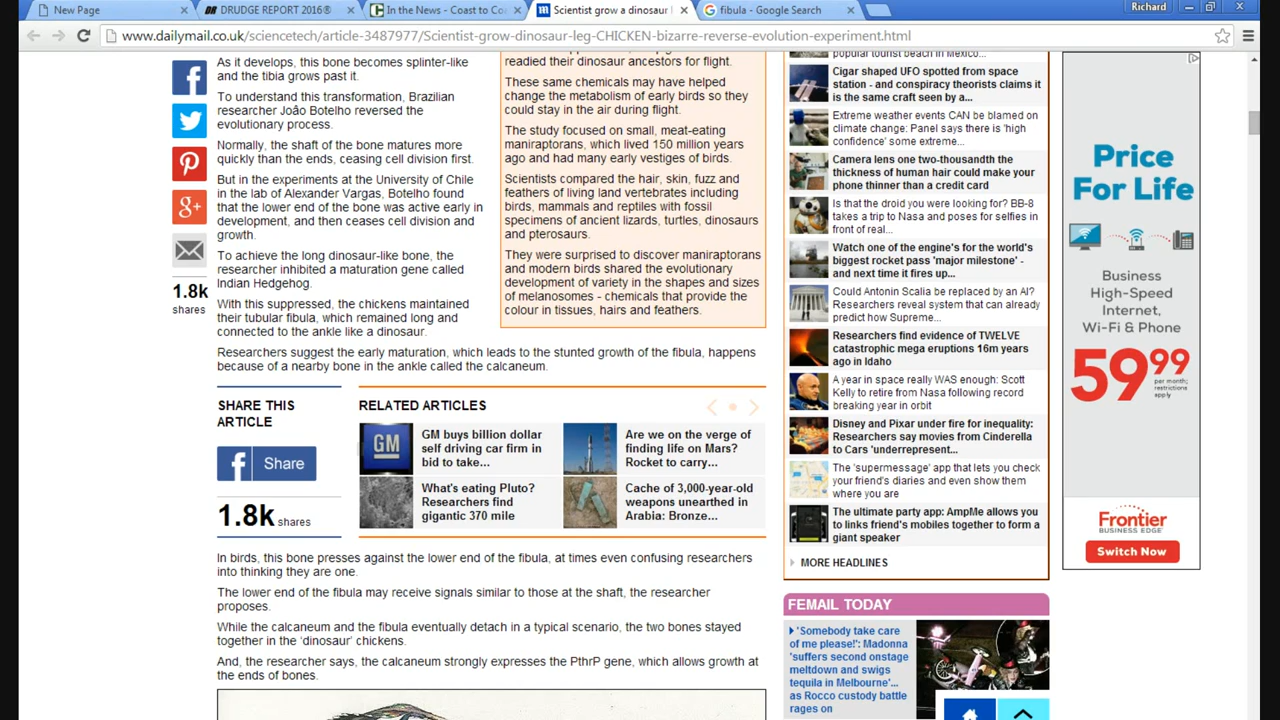 New Page
DRUDGE REPORT 2016®
In the News - Coast to Co
Scientist grow a dinosaur l
fibula - Google Search
Richard
www.dailymail.co.uk/sciencetech/article-3487977/Scientist-grow-dinosaur-leg-CHICKEN-bizarre-reverse-evolution-experiment.html
1.8k
shares
As it develops, this bone becomes splinter-like
and the tibia grows past it.
To understand this transformation, Brazilian
researcher João Botelho reversed the
evolutionary process.
Normally, the shaft of the bone matures more
quickly than the ends, ceasing cell division first.
But in the experiments at the University of Chile
in the lab of Alexander Vargas, Botelho found
that the lower end of the bone was active early in
development, and then ceases cell division and
growth.
To achieve the long dinosaur-like bone, the
researcher inhibited a maturation gene called
Indian Hedgehog.
With this suppressed, the chickens maintained
their tubular fibula, which remained long and
connected to the ankle like a dinosaur.
readied their dinosaur ancestors for flight.
These same chemicals may have helped
change the metabolism of early birds so they
could stay in the air during flight.
The study focused on small, meat-eating
maniraptorans, which lived 150 million years
ago and had many early vestiges of birds.
Scientists compared the hair, skin, fuzz and
feathers of living land vertebrates including
birds, mammals and reptiles with fossil
specimens of ancient lizards, turtles, dinosaurs
and pterosaurs.
They were surprised to discover maniraptorans
and modern birds shared the evolutionary
development of variety in the shapes and sizes
of melanosomes - chemicals that provide the
colour in tissues, hairs and feathers.
Researchers suggest the early maturation, which leads to the stunted growth of the fibula, happens
because of a nearby bone in the ankle called the calcaneum.
SHARE THIS
ARTICLE
Share
1.8k shares
RELATED ARTICLES
GM
GM buys billion dollar
self driving car firm in
bid to take...
Are we on the verge of
finding life on Mars?
Rocket to carry...
What's eating Pluto?
Researchers find
gigantic 370 mile
Cache of 3,000-year-old
weapons unearthed in
Arabia: Bronze...
In birds, this bone presses against the lower end of the fibula, at times even confusing researchers
into thinking they are one.
The lower end of the fibula may receive signals similar to those at the shaft, the researcher
proposes.
While the calcaneum and the fibula eventually detach in a typical scenario, the two bones stayed
together in the 'dinosaur' chickens.
And, the researcher says, the calcaneum strongly expresses the PthrP gene, which allows growth at
the ends of bones.
popular tourist beach in Mexico...
Cigar shaped UFO spotted from space
station - and conspiracy theorists claims it
is the same craft seen by a...
Extreme weather events CAN be blamed on
climate change: Panel says there is 'high
confidence' some extreme...
Camera lens one two-thousandth the
thickness of human hair could make your
phone thinner than a credit card
Is that the droid you were looking for? BB-8
takes a trip to Nasa and poses for selfies in
front of real...
Watch one of the engine's for the world's
biggest rocket pass 'major milestone' -
and next time it fires up...
Could Antonin Scalia be replaced by an AI?
Researchers reveal system that can already
predict how Supreme...
Researchers find evidence of TWELVE
catastrophic mega eruptions 16m years
ago in Idaho
A year in space really WAS enough: Scott
Kelly to retire from Nasa following record
breaking year in orbit
Disney and Pixar under fire for inequality:
Researchers say movies from Cinderella
to Cars 'underrepresent...
The 'supermessage' app that lets you check
your friend's diaries and even show them
where you are
The ultimate party app: AmpMe allows you
to links friend's mobiles together to form a
giant speaker
MORE HEADLINES
FEMAIL TODAY
'Somebody take care
of me please!': Madonna
'suffers second onstage
meltdown and swigs
tequila in Melbourne'...
as Rocco custody battle
rages on
Price
For Life
Business
High-Speed
Internet,
Wi-Fi & Phone
59 99
per month;
restrictions
apply
Frontier
BUSINESS EDGE
Switch Now